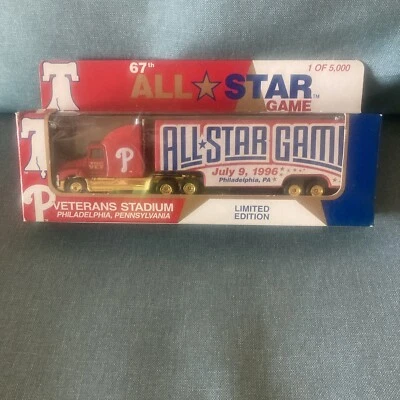 67th
ALL★STAR™
GAME
1 OF 5,000
P
ALL★STAR GAM
July 9, 1996
Philadelphia, PA
P
VETERANS STADIUM
PHILADELPHIA, PENNSYLVANIA
LIMITED
EDITION